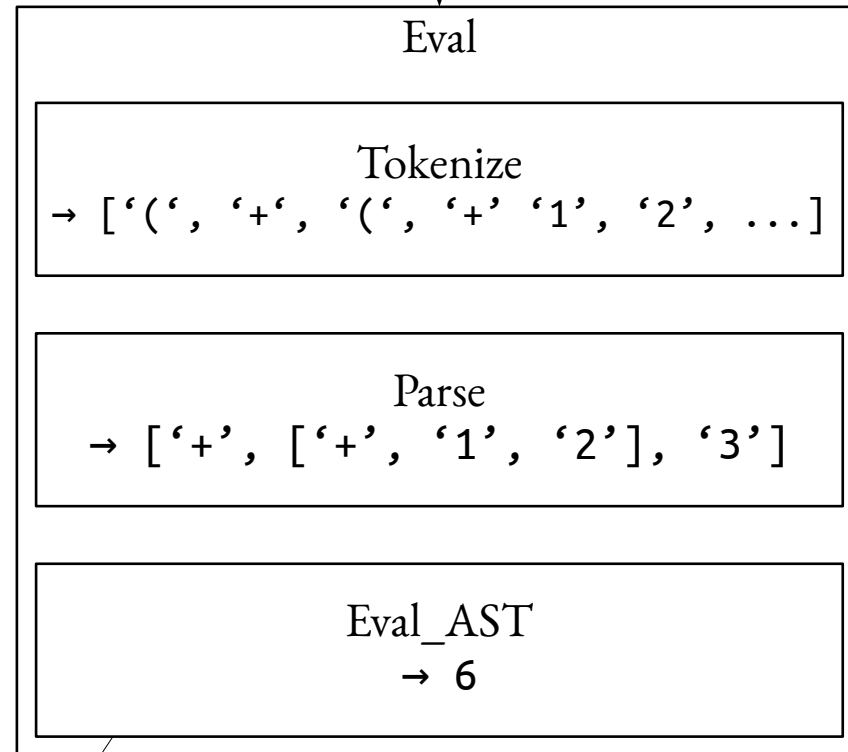 Eval
Tokenize
→ [‘(‘, ‘+‘, ‘(‘, ‘+’ ‘1’, ‘2’, ...]
Parse
→ [‘+’, [‘+’, ‘1’, ‘2’], ‘3’]
Eval_AST
→ 6